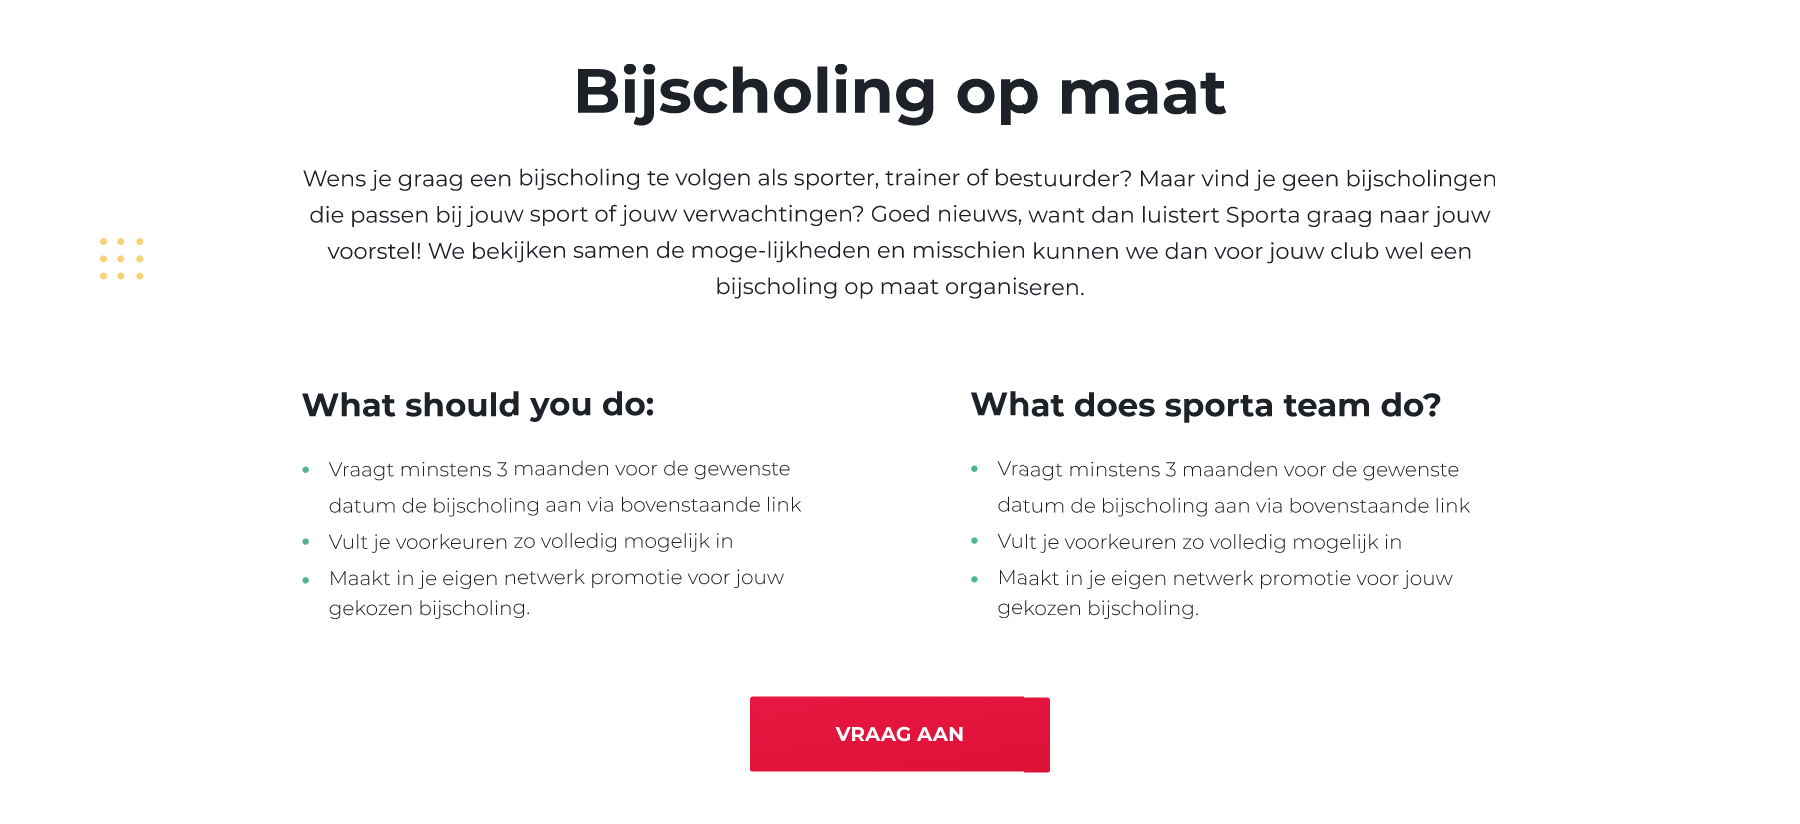 Bijscholing op maat
Wens je graag een bijscholing te volgen als sporter, trainer of bestuurder? Maar vind je geen bijscholingen
die passen bij jouw sport of jouw verwachtingen? Goed nieuws, want dan luistert Sporta graag naar jouw
voorstel! We bekijken samen de moge-lijkheden en misschien kunnen we dan voor jouw club wel een
bijscholing op maat organiseren.
What should you do:
• Vraagt minstens 3 maanden voor de gewenste
datum de bijscholing aan via bovenstaande link
• Vult je voorkeuren zo volledig mogelijk in
• Maakt in je eigen netwerk promotie voor jouw
gekozen bijscholing.
What does sporta team do?
• Vraagt minstens 3 maanden voor de gewenste
datum de bijscholing aan via bovenstaande link
• Vult je voorkeuren zo volledig mogelijk in
• Maakt in je eigen netwerk promotie voor jouw
gekozen bijscholing.
VRAAG AAN